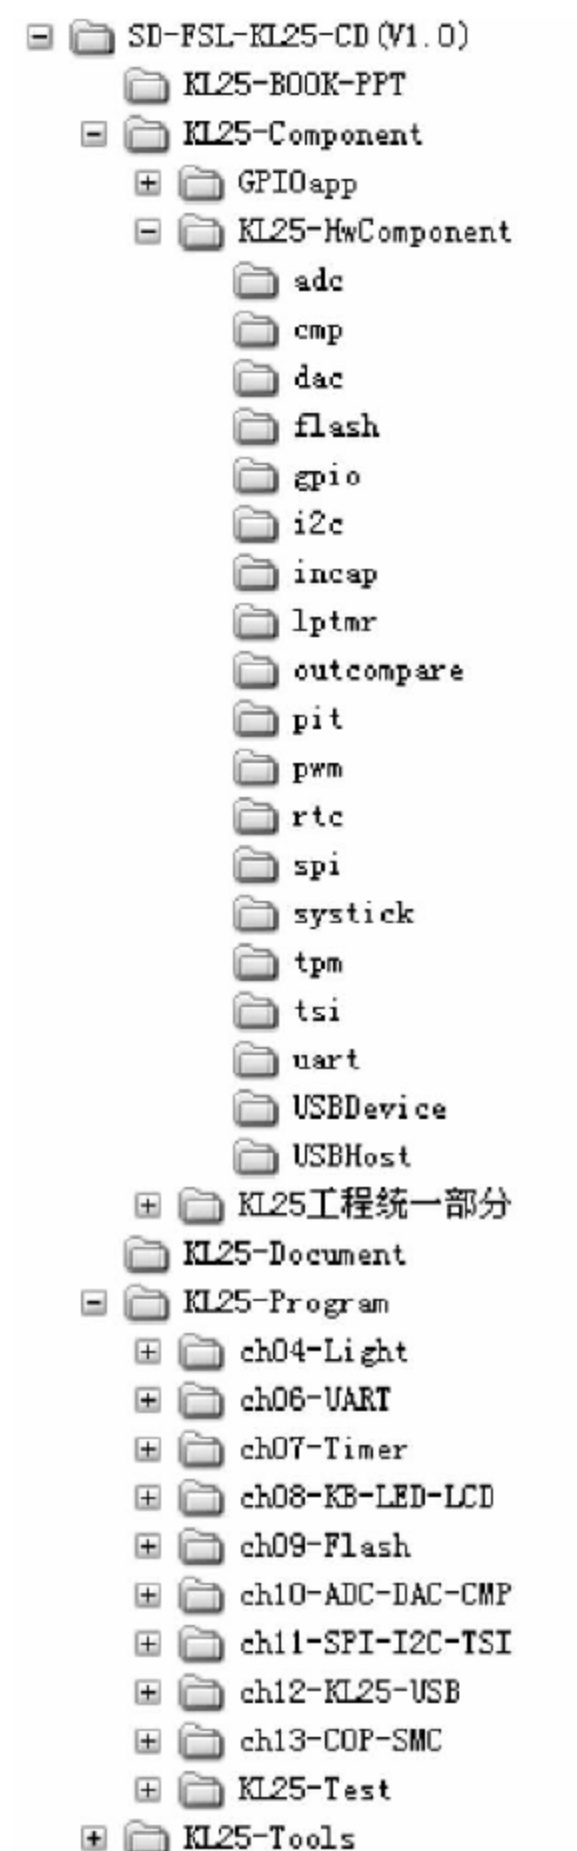 SD-FSL-KL25-CD(V1.0)
KL25-BOOK-PPT
KL25-Component
GPIOapp
KL25-HwComponent
adc
cmp
dac
flash
gpio
i2c
incap
lptmr
outcompare
pit
pwm
rtc
spi
systick
tpm
tsi
uart
USBDevice
USBHost
KL25工程统一部分
KL25-Document
KL25-Program
ch04-Light
ch06-UART
ch07-Timer
ch08-KB-LED-LCD
ch09-Flash
ch10-ADC-DAC-CMP
ch11-SPI-I2C-TSI
ch12-KL25-USB
ch13-COP-SMC
KL25-Test
KL25-Tools